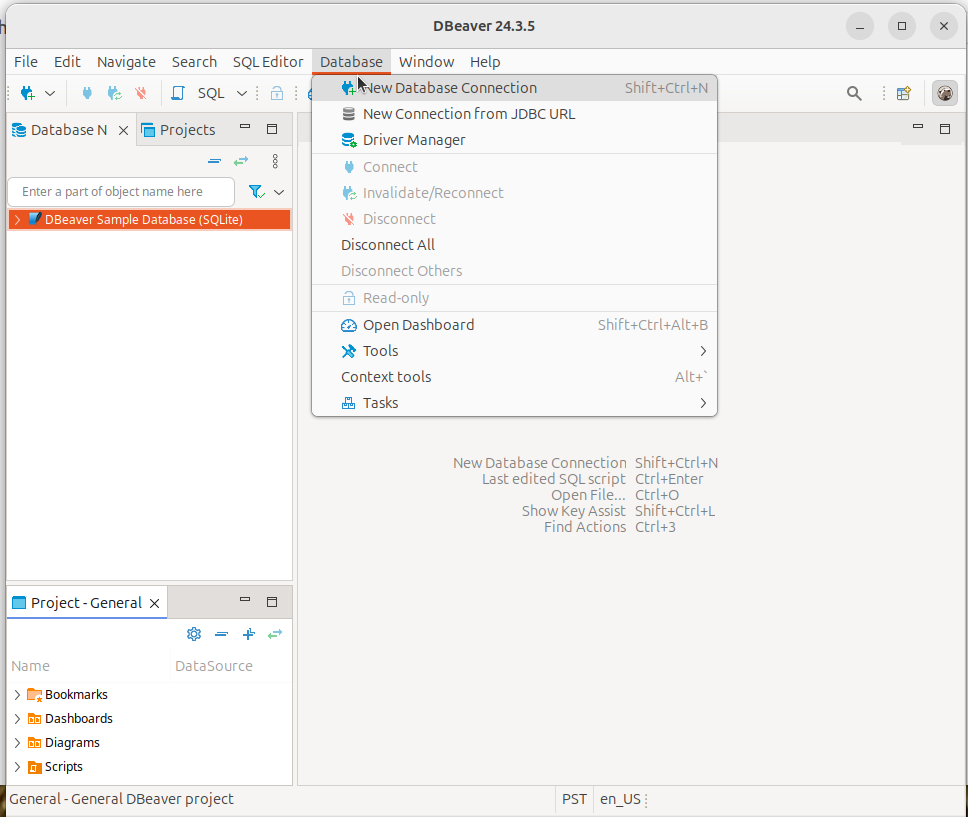 DBeaver 24.3.5
File Edit Navigate Search SQL Editor Database Window Help
SQL
Database N Projects
Enter a part of object name here
DBeaver Sample Database (SQLite)
New Database Connection Shift+Ctrl+N
New Connection from JDBC URL
Driver Manager
Connect
Invalidate/Reconnect
Disconnect
Disconnect All
Disconnect Others
Read-only
Open Dashboard Shift+Ctrl+Alt+B
Tools
Context tools Alt+`
Tasks
New Database Connection Shift+Ctrl+N
Last edited SQL script Ctrl+Enter
Open File... Ctrl+O
Show Key Assist Shift+Ctrl+L
Find Actions Ctrl+3
Project - General
Name DataSource
Bookmarks
Dashboards
Diagrams
Scripts
General - General DBeaver project PST en_US